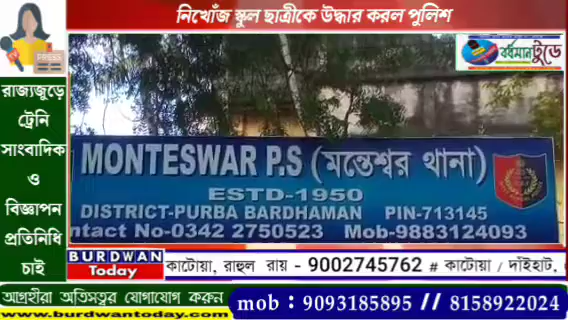 নিখোঁজ স্কুল ছাত্রীকে উদ্ধার করল পুলিশ
বর্ধমান টুডে
PRESS
রাজ্যজুড়ে
ট্রেনি
সাংবাদিক
ও
বিজ্ঞাপন
প্রতিনিধি
চাই
MONTESWAR P.S (মন্তেশ্বর থানা)
ESTD-1950
DISTRICT-PURBA BARDHAMAN PIN-713145
ntact No-0342 2750523 Mob-9883124093
BURDWAN
Today
কাটোয়া, রাহুল রায় - 9002745762 # কাটোয়া / দাঁইহাট,
আগ্রহীরা অতিসত্বর যোগাযোগ করুন
mob : 9093185895 // 8158922024
www.burdwantoday.com